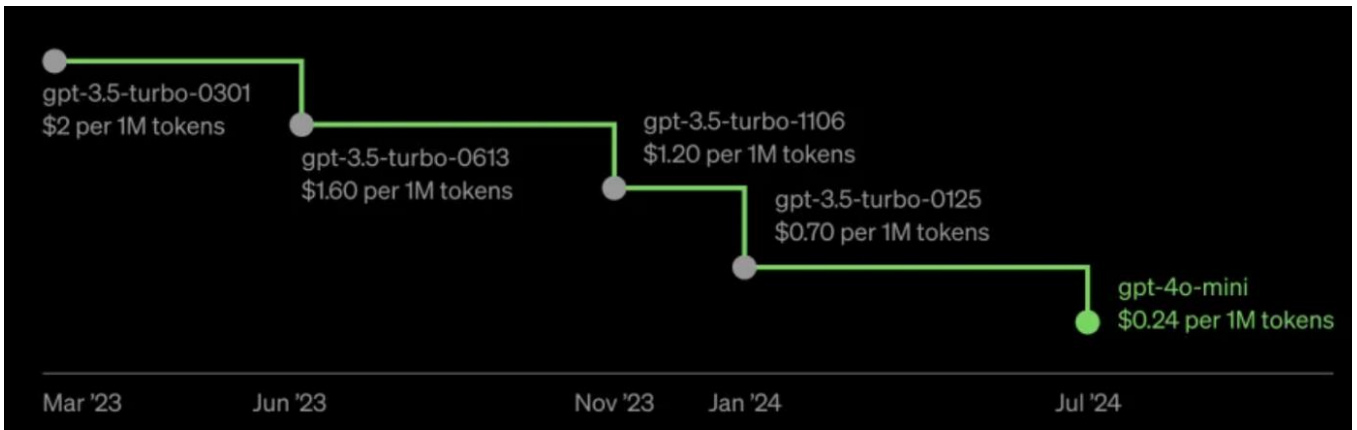 gpt-3.5-turbo-0301
$2 per 1M tokens
gpt-3.5-turbo-0613
$1.60 per 1M tokens
gpt-3.5-turbo-1106
$1.20 per 1M tokens
gpt-3.5-turbo-0125
$0.70 per 1M tokens
gpt-4o-mini
$0.24 per 1M tokens
Mar ’23
Jun ’23
Nov ’23
Jan ’24
Jul ’24